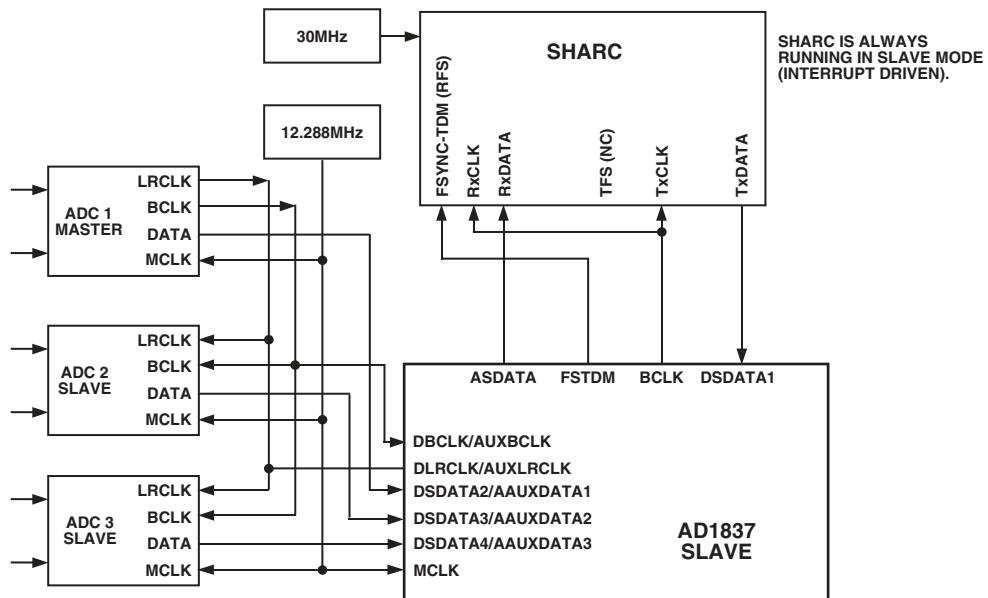 30MHz
SHARC
SHARC IS ALWAYS
RUNNING IN SLAVE MODE
(INTERRUPT DRIVEN).
12.288MHz
FSYNC-TDM (RFS)
RxCLK
RxDATA
TFS (NC)
TxCLK
TxDATA
ADC 1
MASTER
LRCLK
BCLK
DATA
MCLK
ADC 2
SLAVE
LRCLK
BCLK
DATA
MCLK
ADC 3
SLAVE
LRCLK
BCLK
DATA
MCLK
ASDATA FSTDM BCLK DSDATA1
DBCLK/AUXBCLK
DLRCLK/AUXLRCLK
DSDATA2/AAUXDATA1
DSDATA3/AAUXDATA2
DSDATA4/AAUXDATA3
MCLK
AD1837
SLAVE